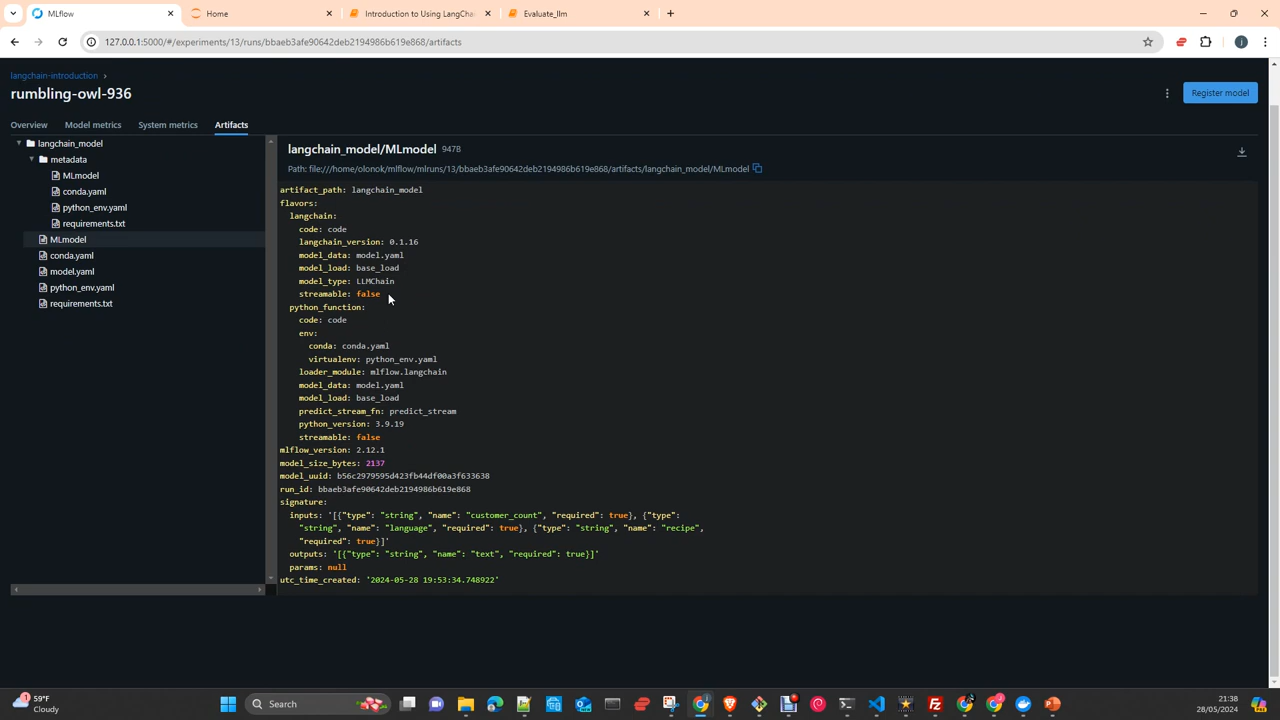 MLflow
Home
Introduction to Using LangCha
Evaluate_llm
127.0.0.1:5000/#/experiments/13/runs/bbaeb3afe90642deb2194986b619e868/artifacts
langchain-introduction
rumbling-owl-936
Register model
Overview
Model metrics
System metrics
Artifacts
langchain_model
metadata
MLmodel
conda.yaml
python_env.yaml
requirements.txt
MLmodel
conda.yaml
model.yaml
python_env.yaml
requirements.txt
langchain_model/MLmodel 947B
Path: file:///home/olonok/mlflow/mlruns/13/bbaeb3afe90642deb2194986b619e868/artifacts/langchain_model/MLmodel
artifact_path: langchain_model
flavors:
langchain:
code: code
langchain_version: 0.1.16
model_data: model.yaml
model_load: base_load
model_type: LLMChain
streamable: false
python_function:
code: code
env:
conda: conda.yaml
virtualenv: python_env.yaml
loader_module: mlflow.langchain
model_data: model.yaml
model_load: base_load
predict_stream_fn: predict_stream
python_version: 3.9.19
streamable: false
mlflow_version: 2.12.1
model_size_bytes: 2137
model_uuid: b56c2979595d423fb44df00a3f633638
run_id: bbaeb3afe90642deb2194986b619e868
signature:
inputs: '[{"type": "string", "name": "customer_count", "required": true}, {"type":
"string", "name": "language", "required": true}, {"type": "string", "name": "recipe",
"required": true}]'
outputs: '[{"type": "string", "name": "text", "required": true}]'
params: null
utc_time_created: '2024-05-28 19:53:34.748922'
1
59°F
Cloudy
Search
21:38
28/05/2024